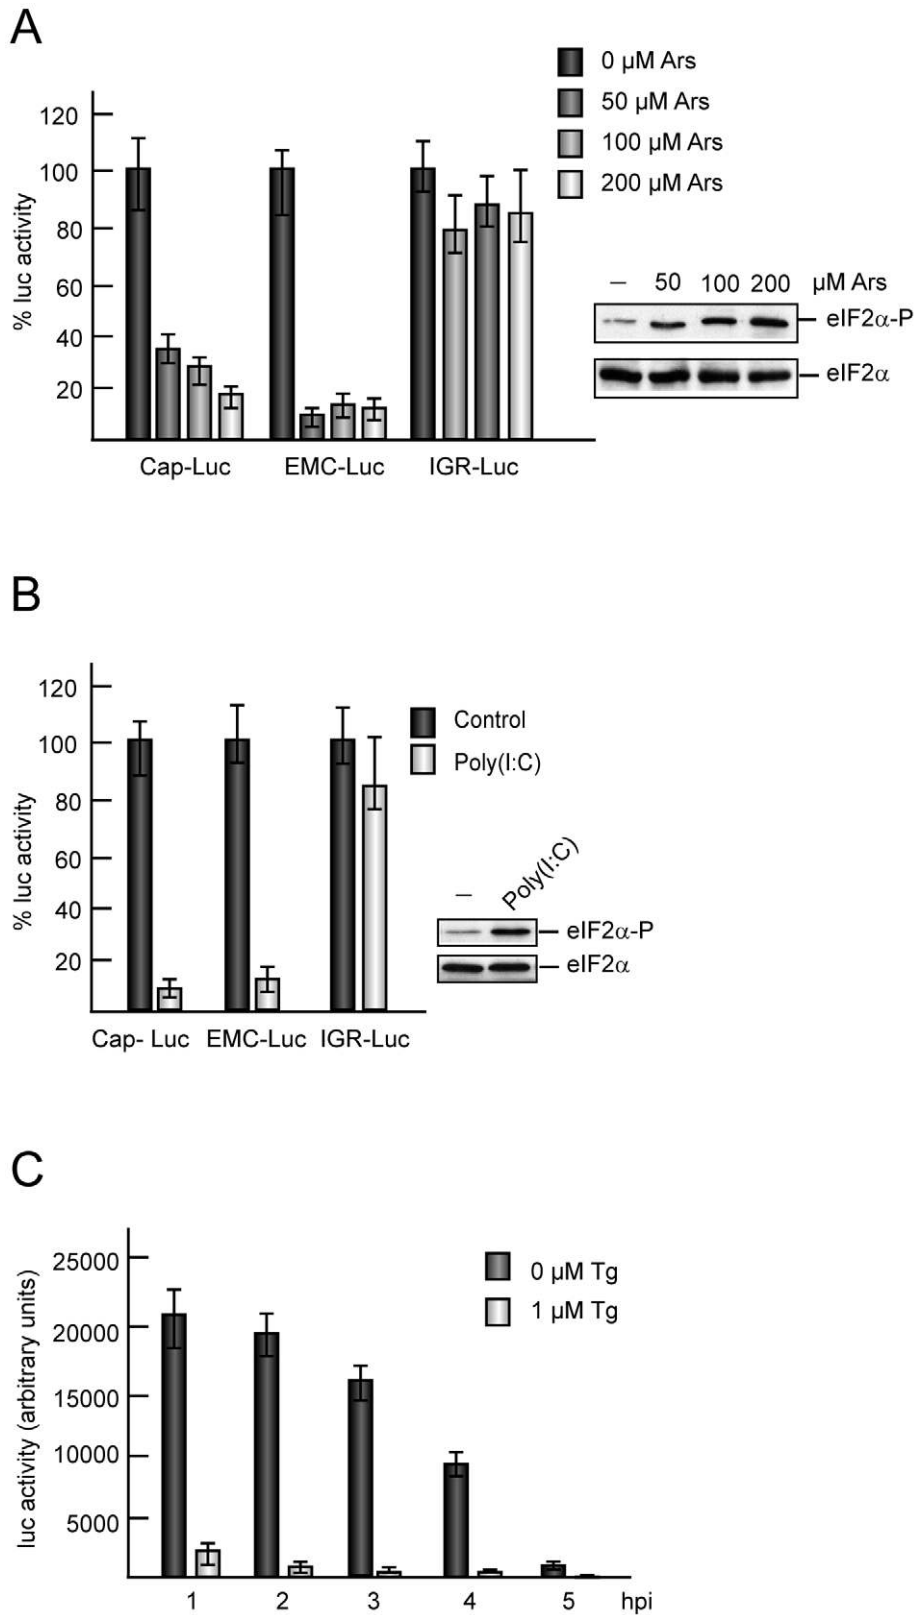 A
0 µM Ars
50 µM Ars
100 µM Ars
200 µM Ars
% luc activity
120
100
80
60
40
20
Cap-Luc EMC-Luc IGR-Luc
– 50 100 200 µM Ars
eIF2α-P
eIF2α
B
Control
Poly(I:C)
% luc activity
120
100
80
60
40
20
Cap- Luc EMC-Luc IGR-Luc
– Poly(I:C)
eIF2α-P
eIF2α
C
0 µM Tg
1 µM Tg
luc activity (arbitrary units)
25000
20000
15000
10000
5000
1 2 3 4 5 hpi